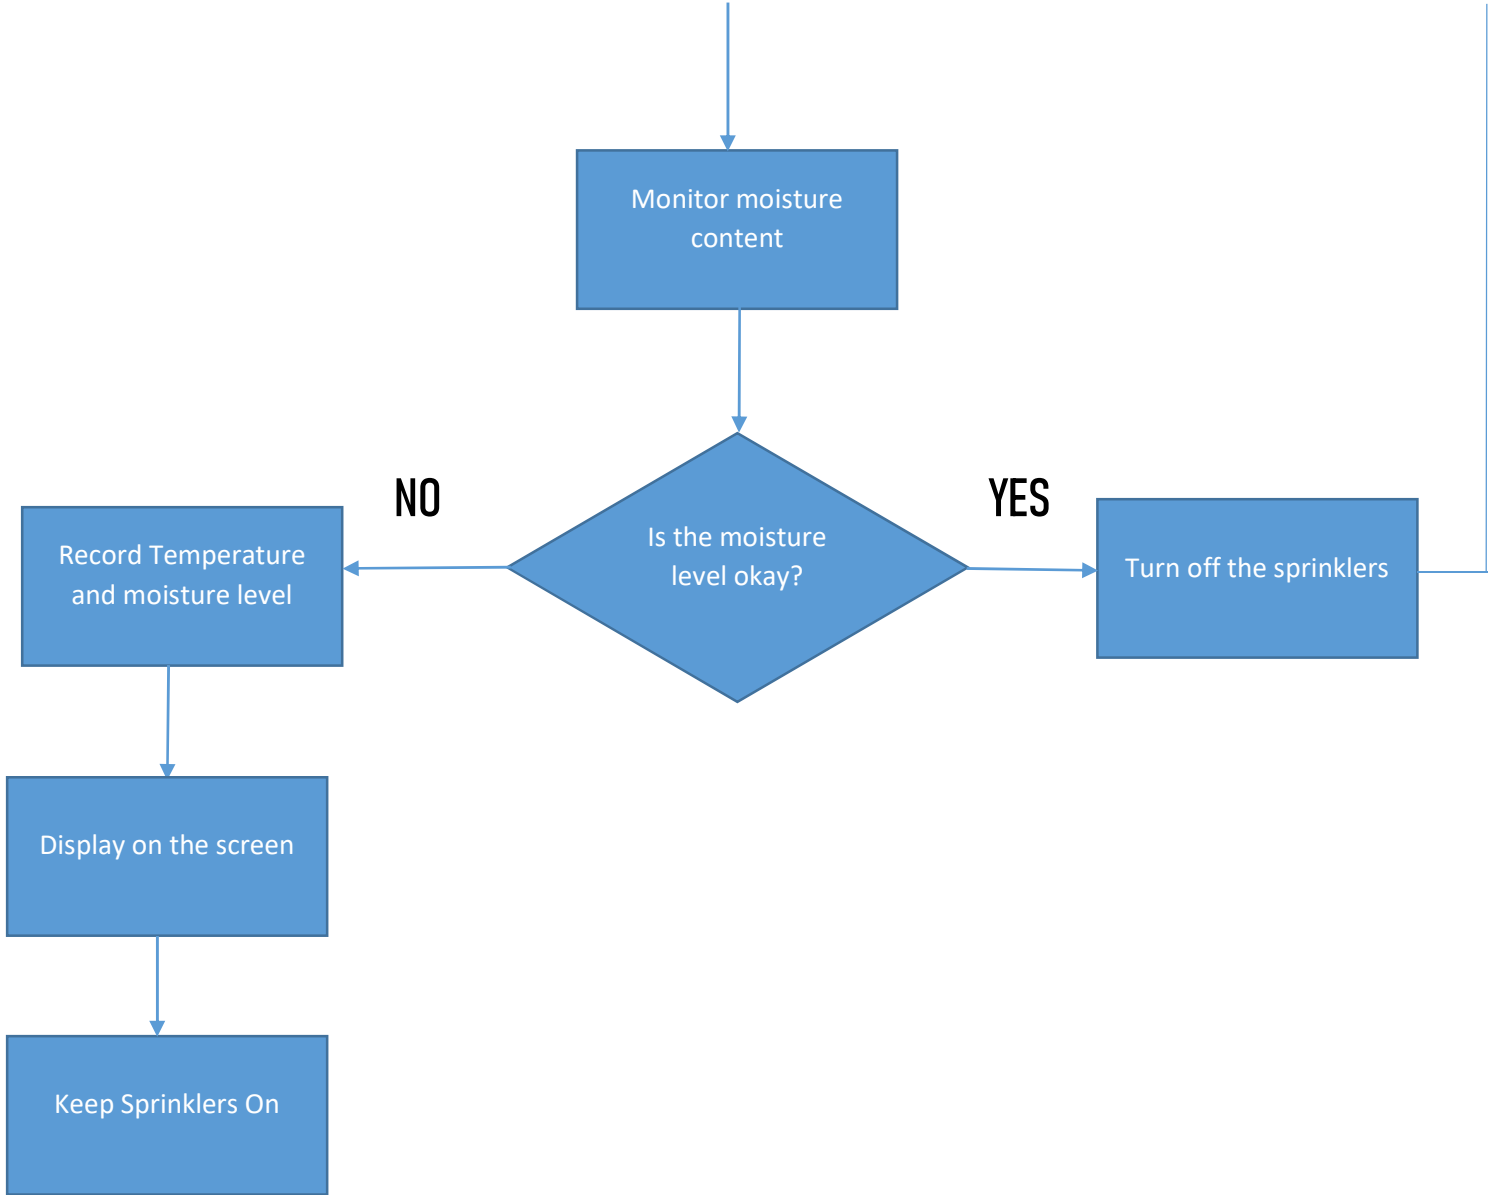 Monitor moisture
content
NO
YES
Is the moisture
level okay?
Record Temperature
and moisture level
Turn off the sprinklers
Display on the screen
Keep Sprinklers On